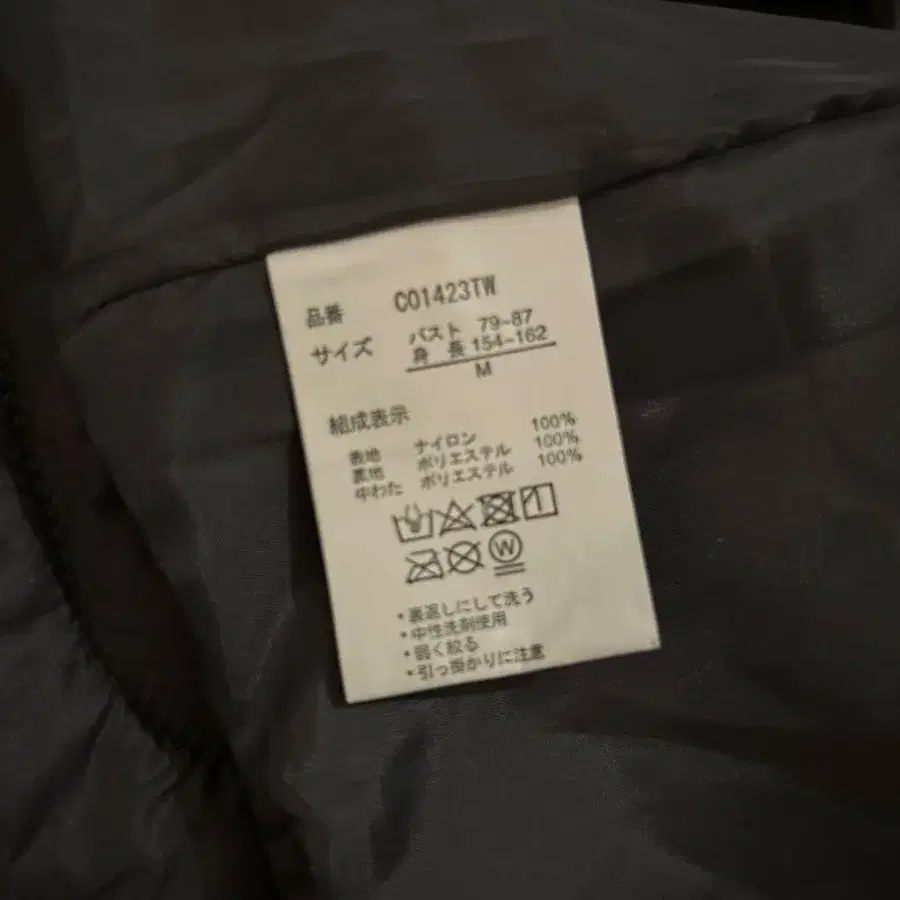 品番 C01423TW
サイズ バスト 79-87
身長 154-162
M
組成表示
表地 ナイロン 100%
裏地 ポリエステル 100%
中わた ポリエステル 100%
W
・裏返しにして洗う
・中性洗剤使用
・弱く絞る
・引っ掛かりに注意